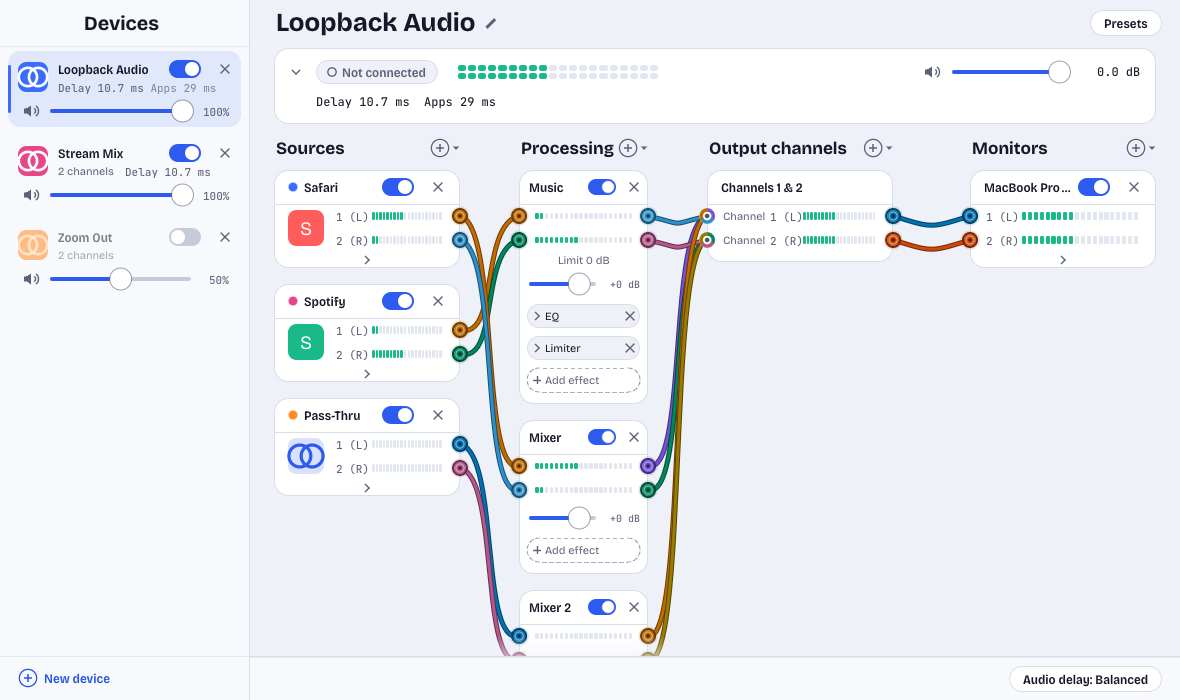 Devices
Loopback Audio
Delay 10.7 ms Apps 29 ms
100%
Stream Mix
2 channels Delay 10.7 ms
100%
Zoom Out
2 channels
50%
New device
Loopback Audio
Presets
Not connected
0.0 dB
Delay 10.7 ms Apps 29 ms
Sources
Processing
Output channels
Monitors
Safari
S
1 (L)
2 (R)
Spotify
S
1 (L)
2 (R)
Pass-Thru
1 (L)
2 (R)
Music
Limit 0 dB
+0 dB
EQ
Limiter
Add effect
Mixer
+0 dB
Add effect
Mixer 2
Channels 1 & 2
Channel 1 (L)
Channel 2 (R)
MacBook Pro...
1 (L)
2 (R)
Audio delay: Balanced